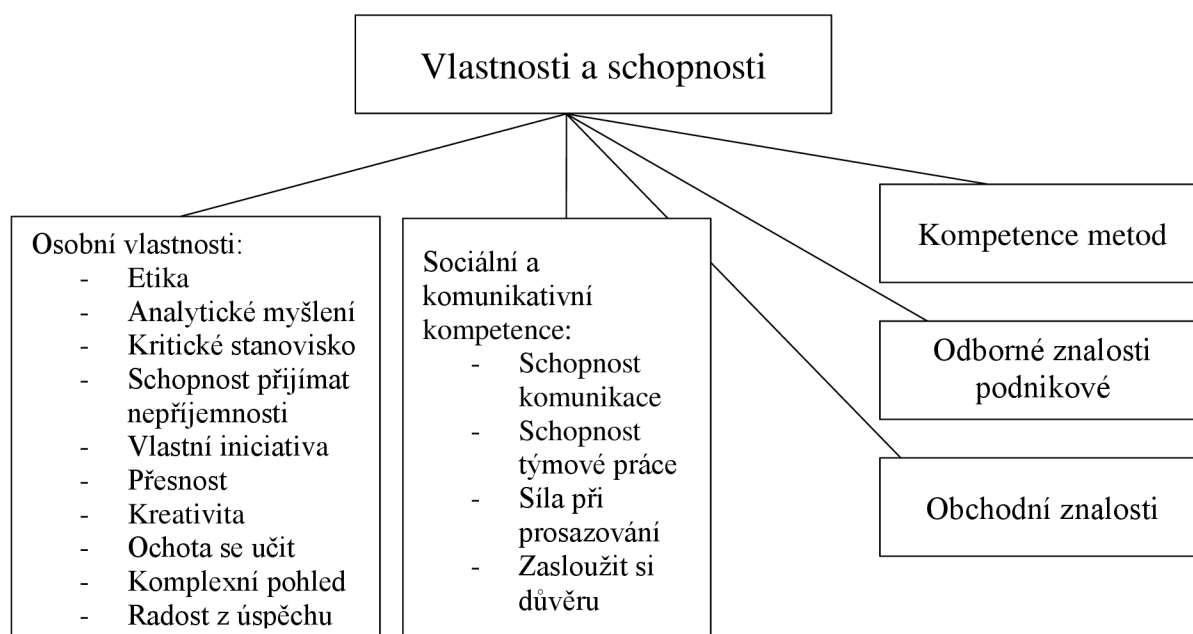 Vlastnosti a schopnosti
Osobní vlastnosti:
- Etika
- Analytické myšlení
- Kritické stanovisko
- Schopnost přijímat
nepříjemnosti
- Vlastní iniciativa
- Přesnost
- Kreativita
- Ochota se učit
- Komplexní pohled
- Radost z úspěchu
Sociální a
komunikativní
kompetence:
- Schopnost
komunikace
- Schopnost
týmové práce
- Síla při
prosazování
- Zasloužit si
důvěru
Kompetence metod
Odborné znalosti
podnikové
Obchodní znalosti